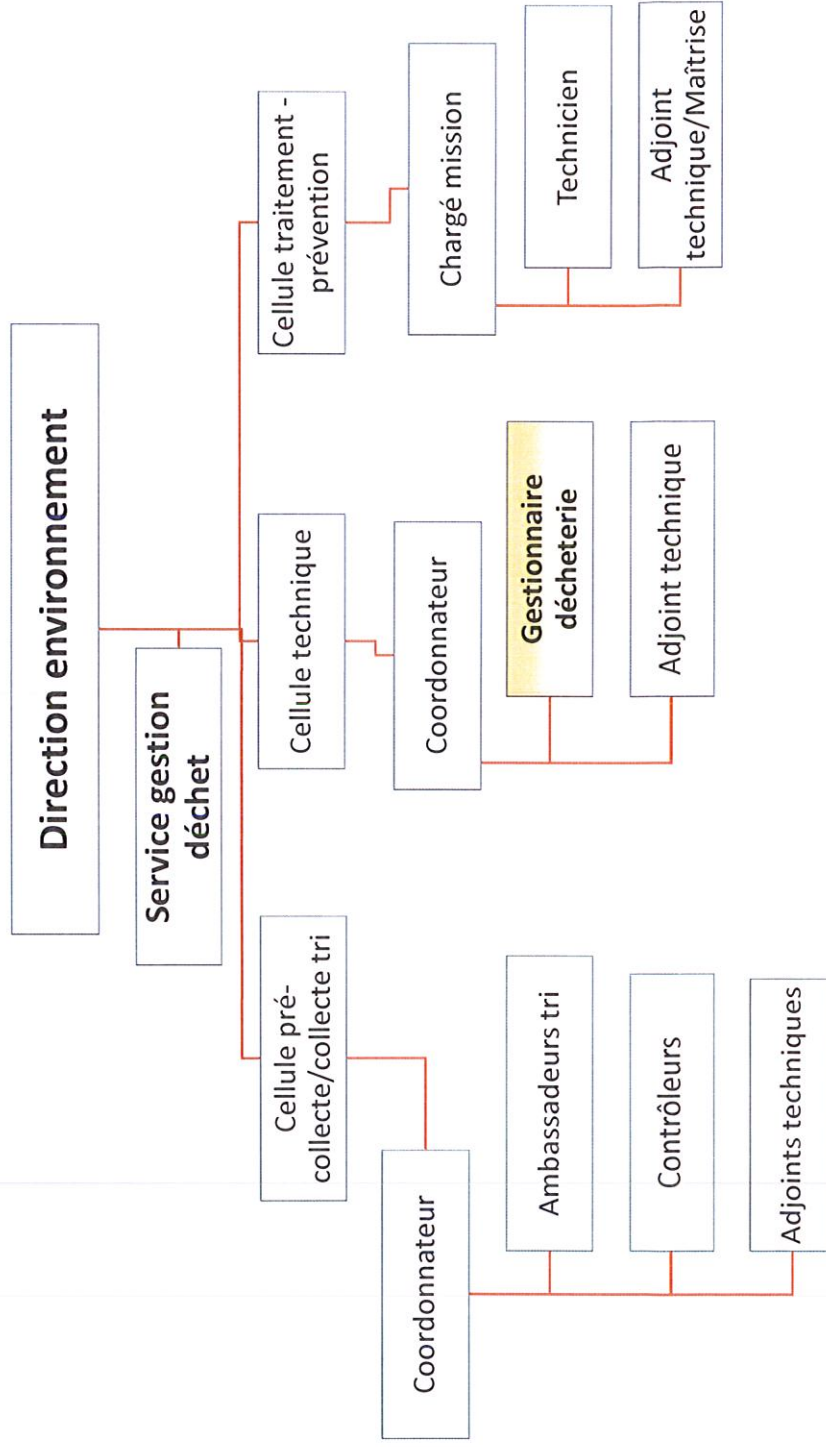 Direction environnement
Service gestion
déchet
Cellule pré-
collecte/collecte tri
Coordonnateur
Ambassadeurs tri
Contrôleurs
Adjoints techniques
Cellule technique
Coordonnateur
Gestionnaire
décheterie
Adjoint technique
Cellule traitement -
prévention
Chargé mission
Technicien
Adjoint
technique/Maîtrise